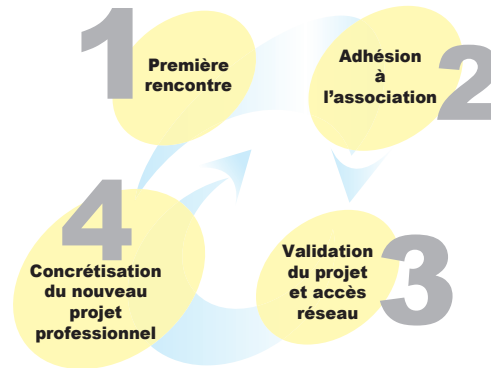 1
Première
rencontre
2
Adhésion
à
l'association
3
Validation
du projet
et accès
réseau
4
Concrétisation
du nouveau
projet
professionnel